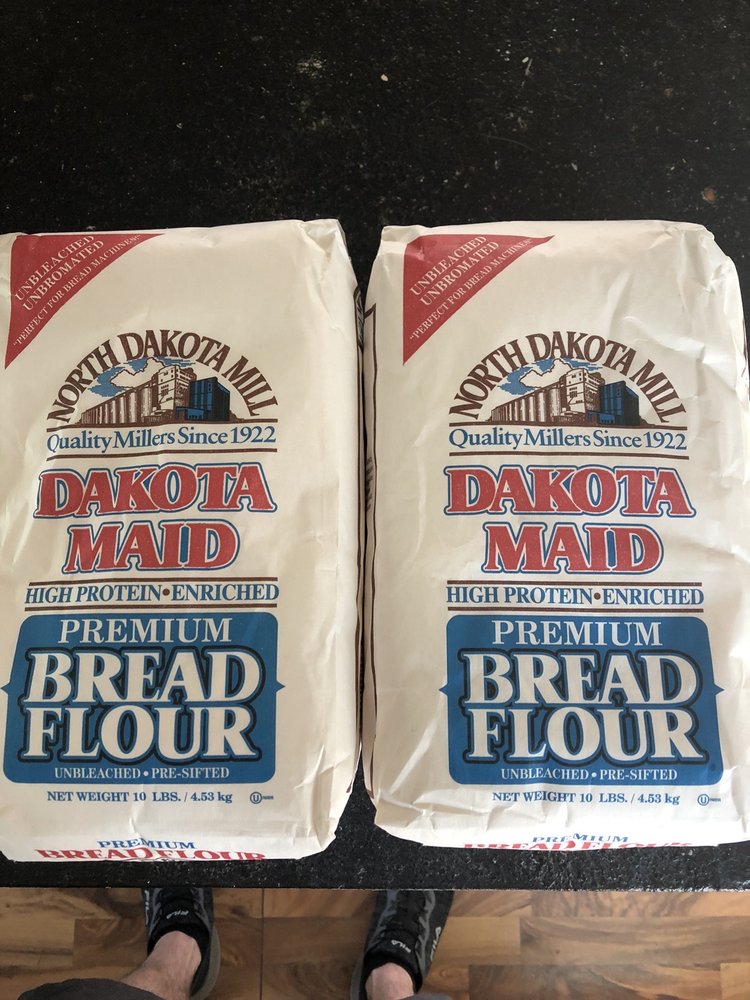 UNBLEACHED
UNBROMATED
"PERFECT FOR BREAD MACHINES"
NORTH DAKOTA MILL
Quality Millers Since 1922
DAKOTA
MAID
HIGH PROTEIN•ENRICHED
PREMIUM
BREAD
FLOUR
UNBLEACHED • PRE-SIFTED
NET WEIGHT 10 LBS. / 4.53 kg
PREMIUM
BREAD FLOUR
UNBLEACHED
UNBROMATED
"PERFECT FOR BREAD MACHINES"
NORTH DAKOTA MILL
Quality Millers Since 1922
DAKOTA
MAID
HIGH PROTEIN•ENRICHED
PREMIUM
BREAD
FLOUR
UNBLEACHED • PRE-SIFTED
NET WEIGHT 10 LBS. / 4.53 kg
PREMIUM
BREAD FLOUR
FILA
FILA